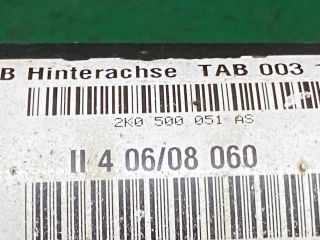 B Hinterachse TAB 003
2K0 500 051 AS
II 4 06/08 060